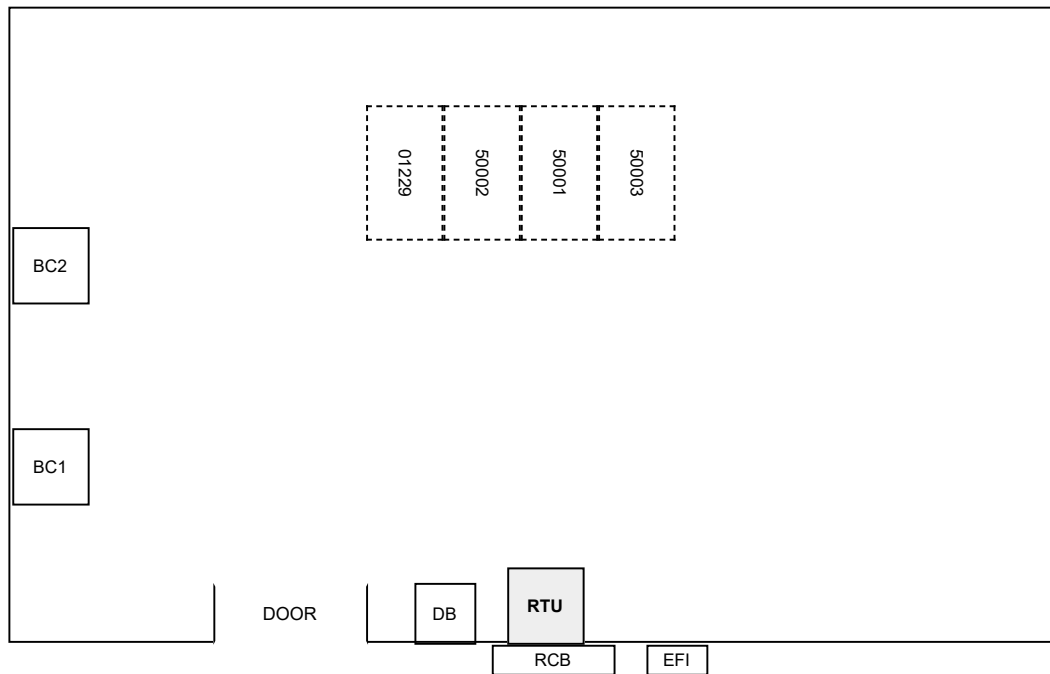 01229
50002
50001
50003
BC2
BC1
DOOR
DB
RTU
RCB
EFI